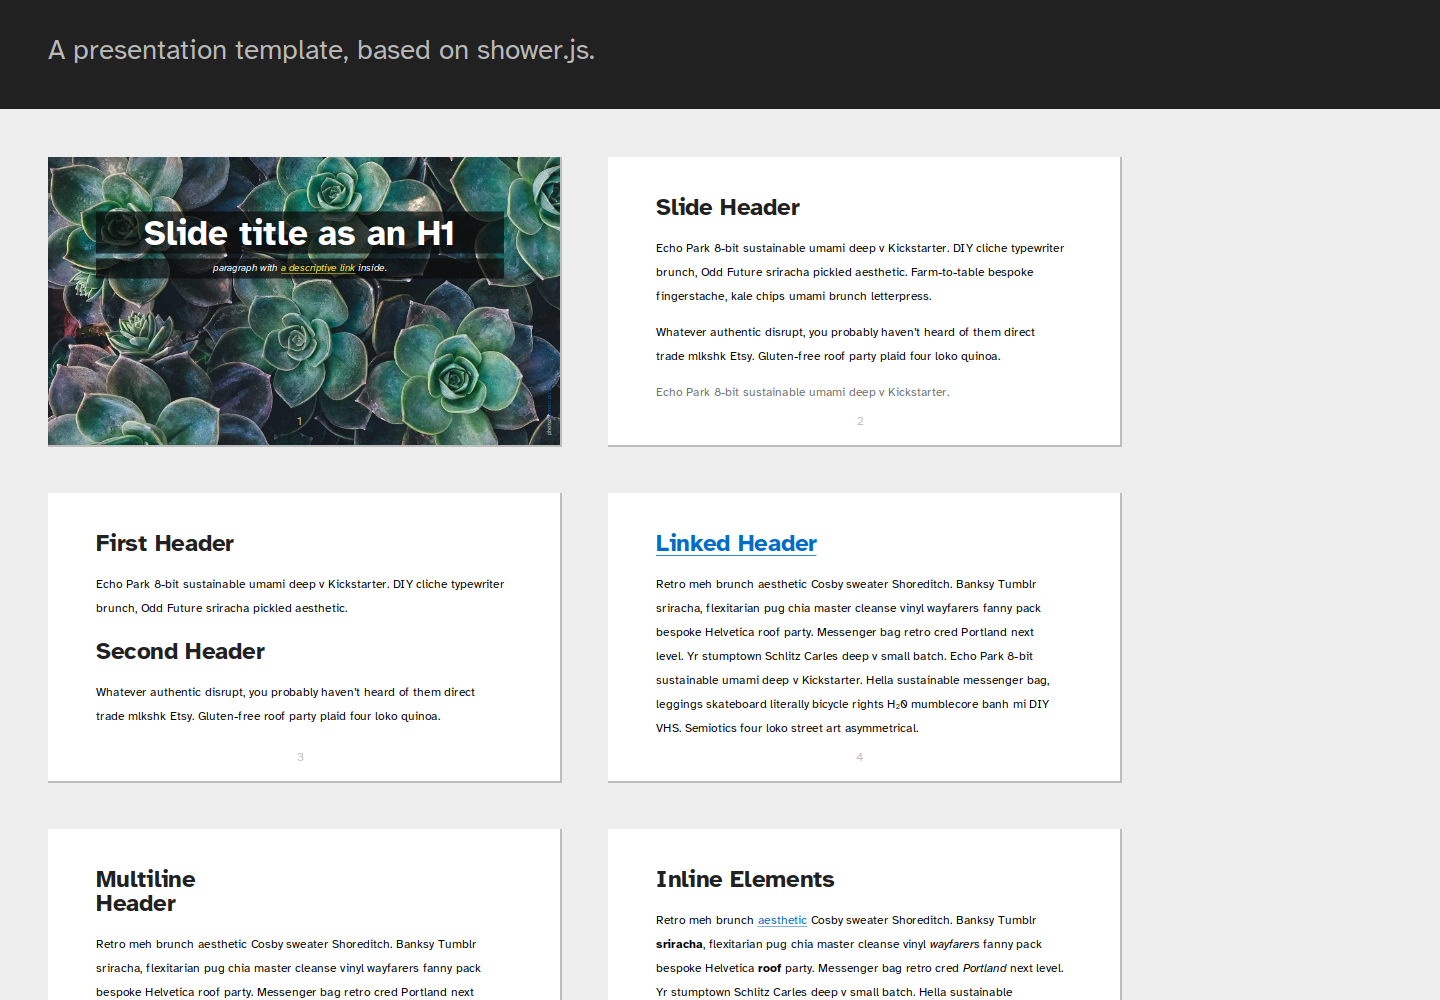 A presentation template, based on shower.js.
Slide title as an H1
paragraph with a descriptive link inside.
1
Slide Header
Echo Park 8-bit sustainable umami deep v Kickstarter. DIY cliche typewriter
brunch, Odd Future sriracha pickled aesthetic. Farm-to-table bespoke
fingerstache, kale chips umami brunch letterpress.
Whatever authentic disrupt, you probably haven't heard of them direct
trade mlkshk Etsy. Gluten-free roof party plaid four loko quinoa.
Echo Park 8-bit sustainable umami deep v Kickstarter.
2
First Header
Echo Park 8-bit sustainable umami deep v Kickstarter. DIY cliche typewriter
brunch, Odd Future sriracha pickled aesthetic.
Second Header
Whatever authentic disrupt, you probably haven't heard of them direct
trade mlkshk Etsy. Gluten-free roof party plaid four loko quinoa.
3
Linked Header
Retro meh brunch aesthetic Cosby sweater Shoreditch. Banksy Tumblr
sriracha, flexitarian pug chia master cleanse vinyl wayfarers fanny pack
bespoke Helvetica roof party. Messenger bag retro cred Portland next
level. Yr stumptown Schlitz Carles deep v small batch. Echo Park 8-bit
sustainable umami deep v Kickstarter. Hella sustainable messenger bag,
leggings skateboard literally bicycle rights H₂0 mumblecore banh mi DIY
VHS. Semiotics four loko street art asymmetrical.
4
Multiline
Header
Retro meh brunch aesthetic Cosby sweater Shoreditch. Banksy Tumblr
sriracha, flexitarian pug chia master cleanse vinyl wayfarers fanny pack
bespoke Helvetica roof party. Messenger bag retro cred Portland next
Inline Elements
Retro meh brunch aesthetic Cosby sweater Shoreditch. Banksy Tumblr
sriracha, flexitarian pug chia master cleanse vinyl wayfarers fanny pack
bespoke Helvetica roof party. Messenger bag retro cred Portland next level.
Yr stumptown Schlitz Carles deep v small batch. Hella sustainable